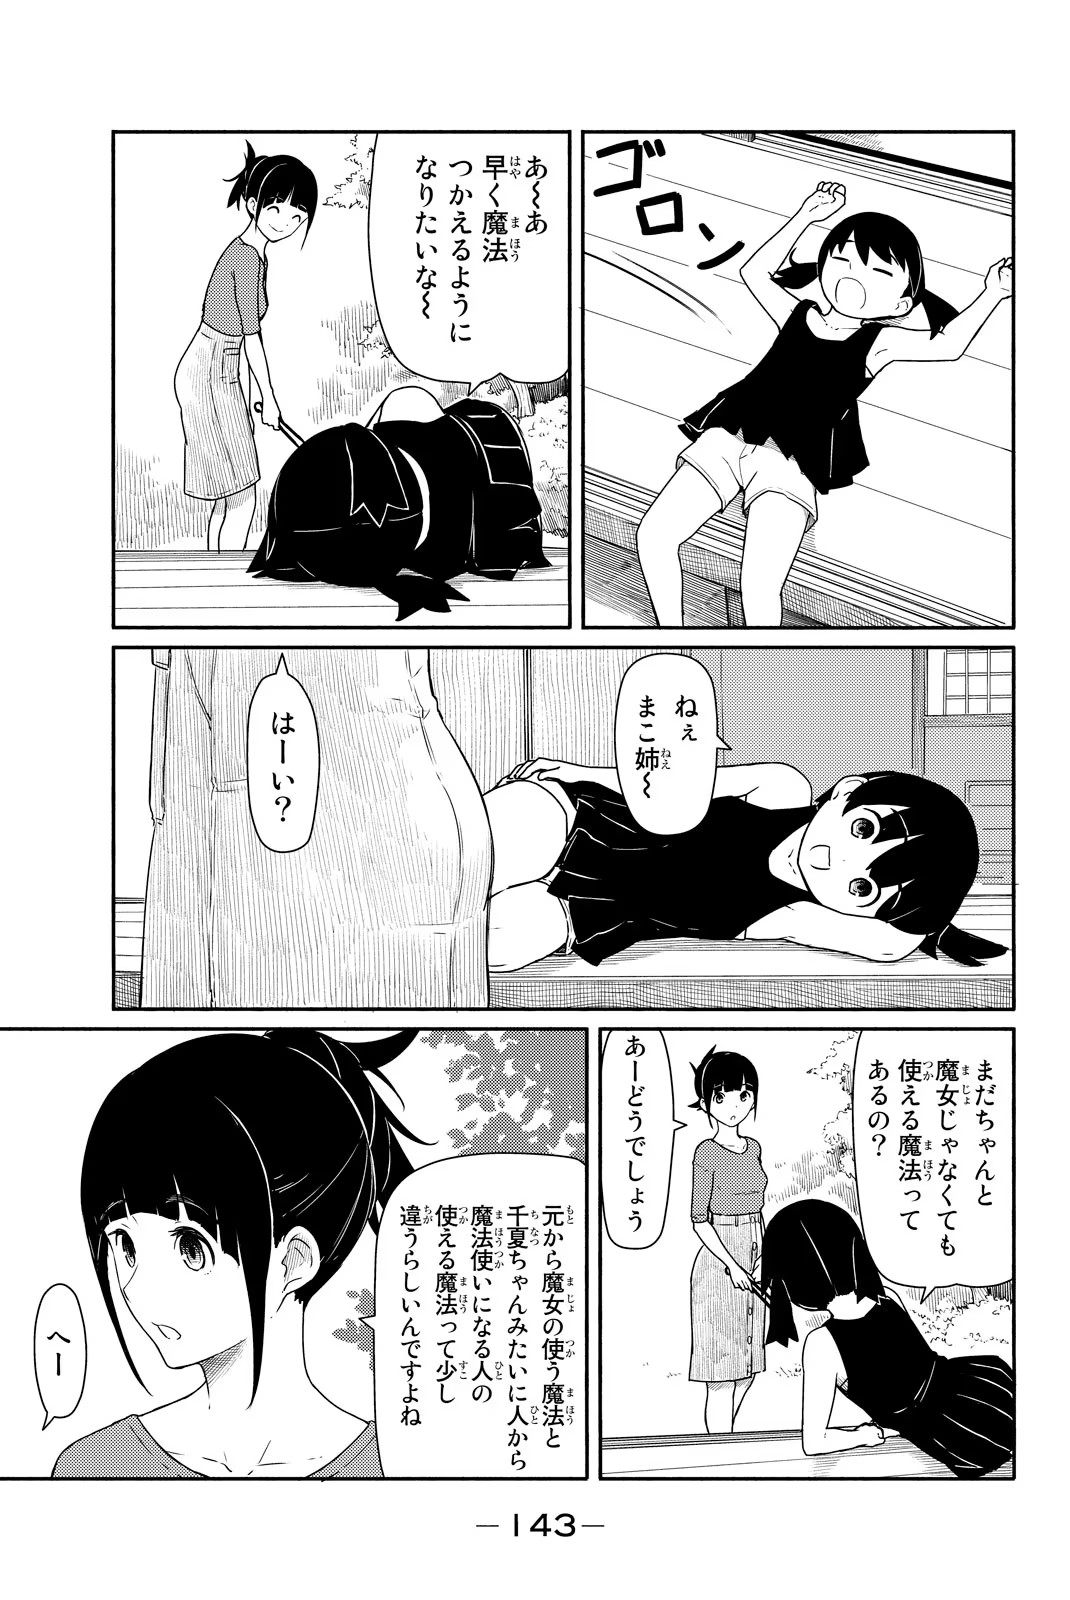 ゴロン
あ〜あ
早く魔法
つかえるように
なりたいな〜
ねぇ
まこ姉〜
はーい？
まだちゃんと
魔女じゃなくても
使える魔法って
あるの？
あーどうでしょう
元から魔女の使う魔法と
千夏ちゃんみたいに人から
魔法使いになる人の
使える魔法って少し
違うらしいんですよね
へー
—143—